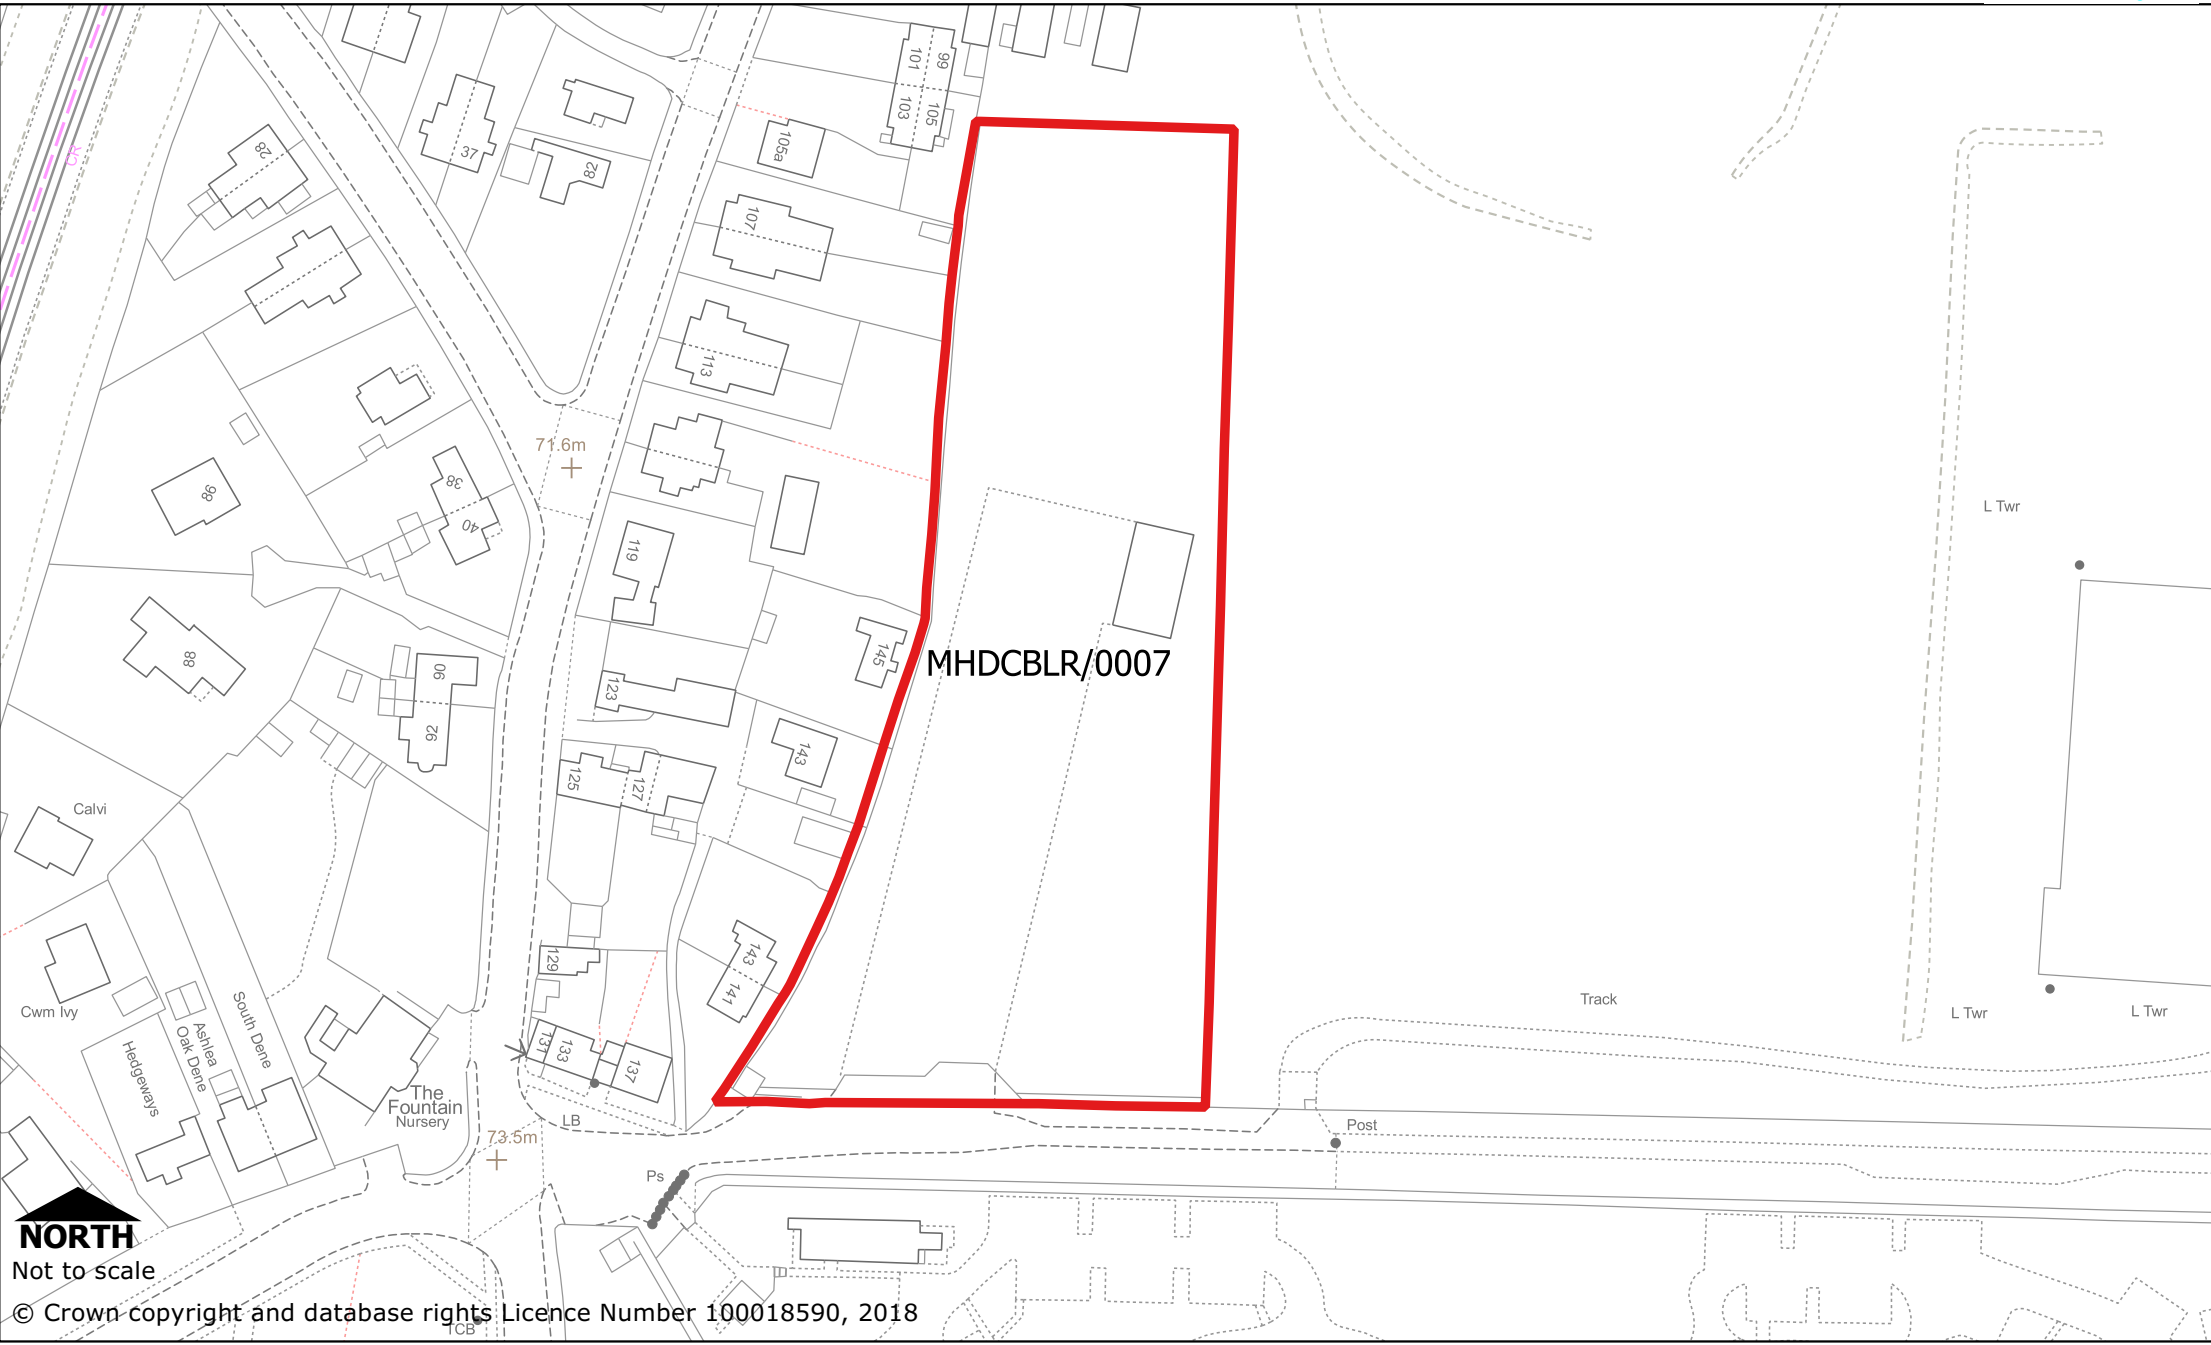 101
99
103
105
105a
37
82
28
CR
107
113
71.6m
38
40
98
119
L Twr
145
MHDCBLR/0007
88
90
92
123
143
125
127
Calvi
129
143
141
Track
Cwm Ivy
South Dene
Ashlea
Oak Dene
Hedgeways
131
133
137
The
Fountain
Nursery
L Twr
L Twr
LB
73.5m
Post
Ps
NORTH
Not to scale
© Crown copyright and database rights Licence Number 100018590, 2018
TCB